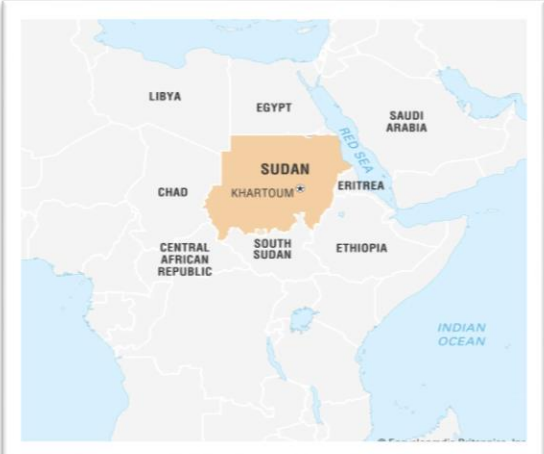 LIBYA
EGYPT
SAUDI
ARABIA
RED SEA
SUDAN
KHARTOUM
CHAD
ERITREA
CENTRAL
AFRICAN
REPUBLIC
SOUTH
SUDAN
ETHIOPIA
INDIAN
OCEAN